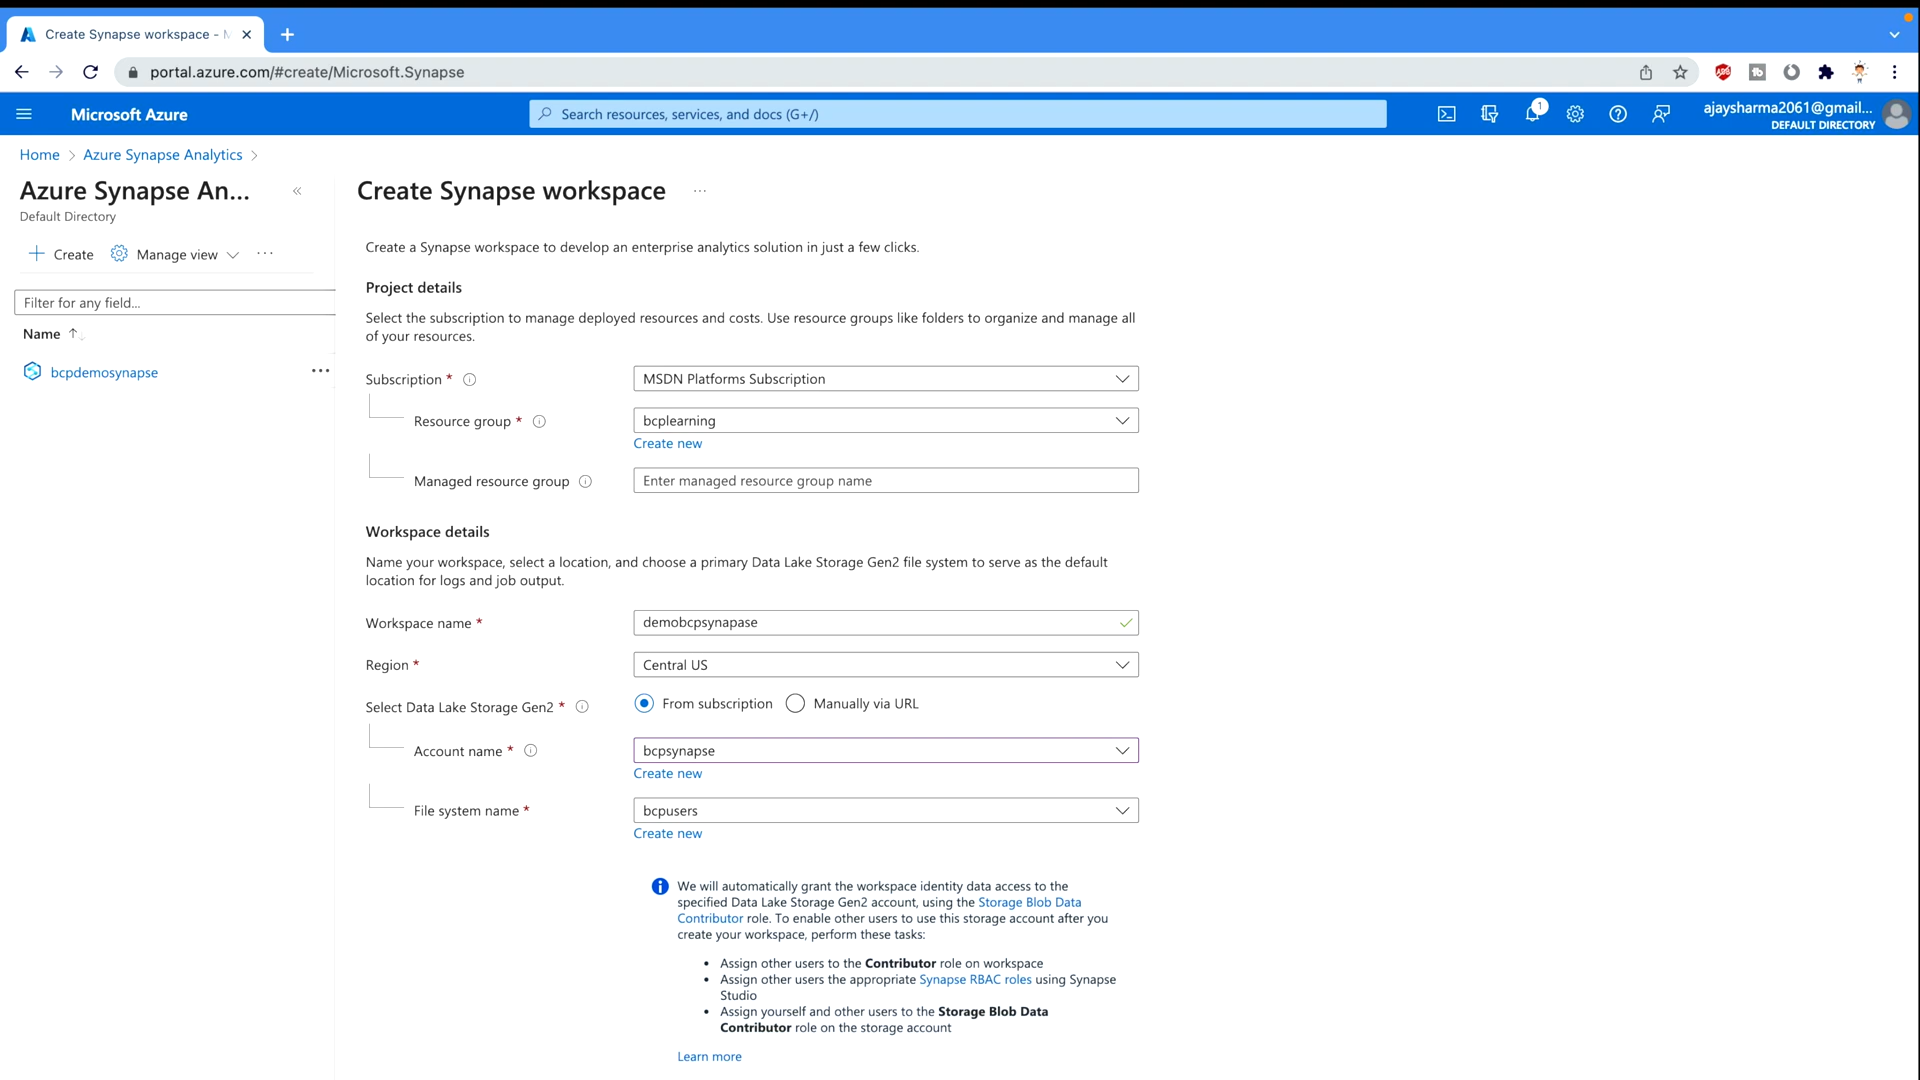 Create Synapse workspace - M
portal.azure.com/#create/Microsoft.Synapse
Microsoft Azure
Search resources, services, and docs (G+/)
1
ajaysharma2061@gmail...
DEFAULT DIRECTORY
Home > Azure Synapse Analytics >
Azure Synapse An...
Default Directory
Create
Manage view
Filter for any field...
Name
bcpdemosynapse
Create Synapse workspace
Create a Synapse workspace to develop an enterprise analytics solution in just a few clicks.
Project details
Select the subscription to manage deployed resources and costs. Use resource groups like folders to organize and manage all
of your resources.
Subscription *
MSDN Platforms Subscription
Resource group *
bcplearning
Create new
Managed resource group
Enter managed resource group name
Workspace details
Name your workspace, select a location, and choose a primary Data Lake Storage Gen2 file system to serve as the default
location for logs and job output.
Workspace name *
demobcpsynapase
Region *
Central US
Select Data Lake Storage Gen2 *
From subscription
Manually via URL
Account name *
bcpsynapse
Create new
File system name *
bcpusers
Create new
We will automatically grant the workspace identity data access to the
specified Data Lake Storage Gen2 account, using the Storage Blob Data
Contributor role. To enable other users to use this storage account after you
create your workspace, perform these tasks:
• Assign other users to the Contributor role on workspace
• Assign other users the appropriate Synapse RBAC roles using Synapse
Studio
• Assign yourself and other users to the Storage Blob Data
Contributor role on the storage account
Learn more